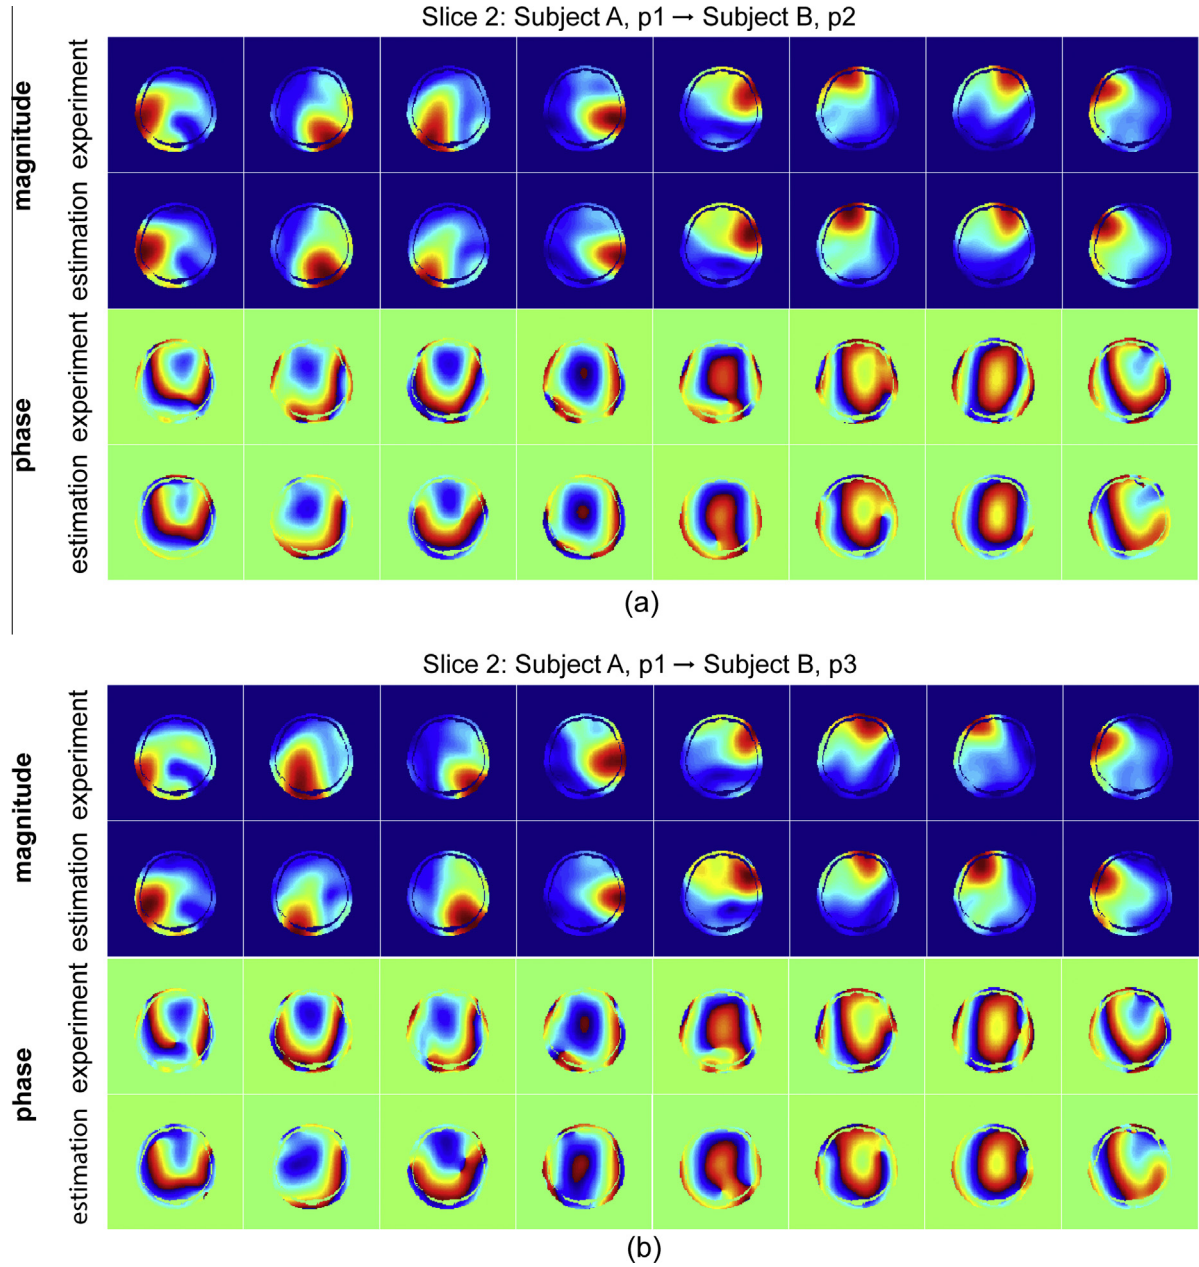 Slice 2: Subject A, p1 → Subject B, p2
magnitude
experiment
estimation
phase
experiment
estimation
(a)
Slice 2: Subject A, p1 → Subject B, p3
magnitude
experiment
estimation
phase
experiment
estimation
(b)